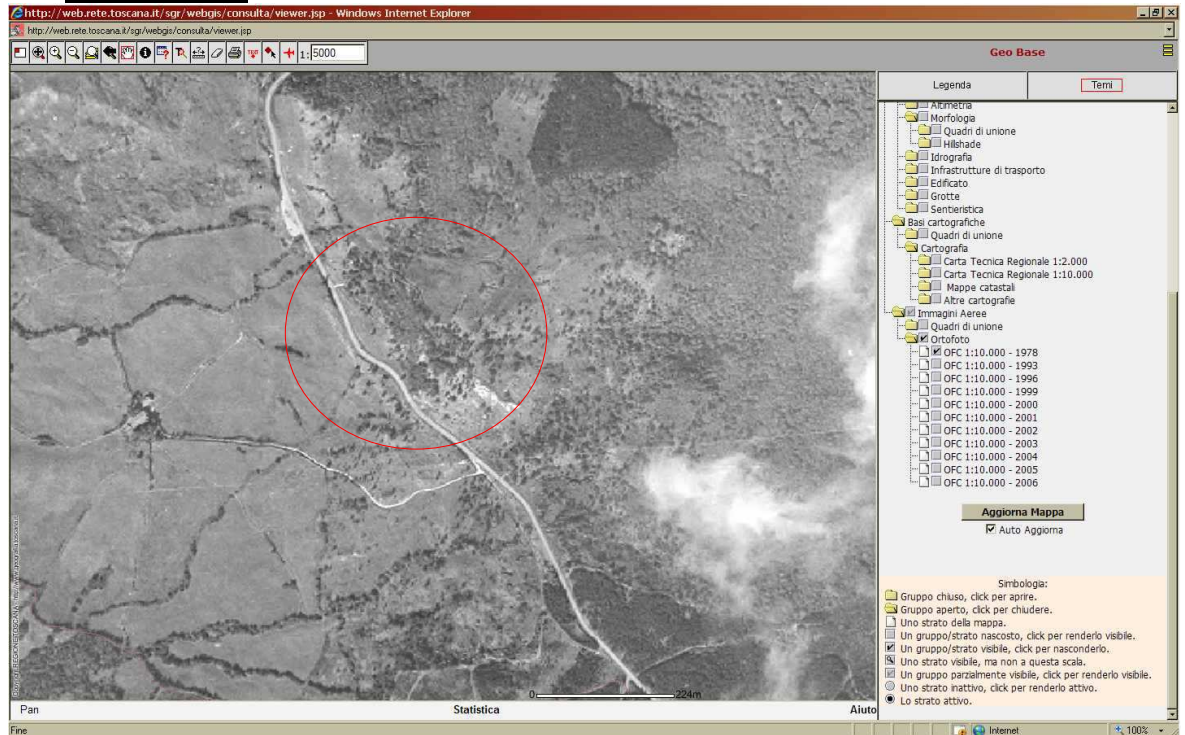 http://web.rete.toscana.it/sgr/webgis/consulta/viewer.jsp - Windows Internet Explorer
http://web.rete.toscana.it/sgr/webgis/consulta/viewer.jsp
1: 5000
Geo Base
Legenda
Temi
Altimetria
Morfologia
Quadri di unione
Hillshade
Idrografia
Infrastrutture di trasporto
Edificato
Grotte
Sentieristica
Basi cartografiche
Quadri di unione
Cartografia
Carta Tecnica Regionale 1:2.000
Carta Tecnica Regionale 1:10.000
Mappe catastali
Altre cartografie
Immagini Aeree
Quadri di unione
Ortofoto
OFC 1:10.000 - 1978
OFC 1:10.000 - 1993
OFC 1:10.000 - 1996
OFC 1:10.000 - 1999
OFC 1:10.000 - 2000
OFC 1:10.000 - 2001
OFC 1:10.000 - 2002
OFC 1:10.000 - 2003
OFC 1:10.000 - 2004
OFC 1:10.000 - 2005
OFC 1:10.000 - 2006
Aggiorna Mappa
Auto Aggiorna
Simbologia:
Gruppo chiuso, click per aprire.
Gruppo aperto, click per chiudere.
Uno strato della mappa.
Un gruppo/strato nascosto, click per renderlo visibile.
Un gruppo/strato visibile, click per nasconderlo.
Uno strato visibile, ma non a questa scala.
Un gruppo parzialmente visibile, click per renderlo visibile.
Uno strato inattivo, click per renderlo attivo.
Lo strato attivo.
0 224m
Pan
Statistica
Aiuto
Fine
Internet
100%